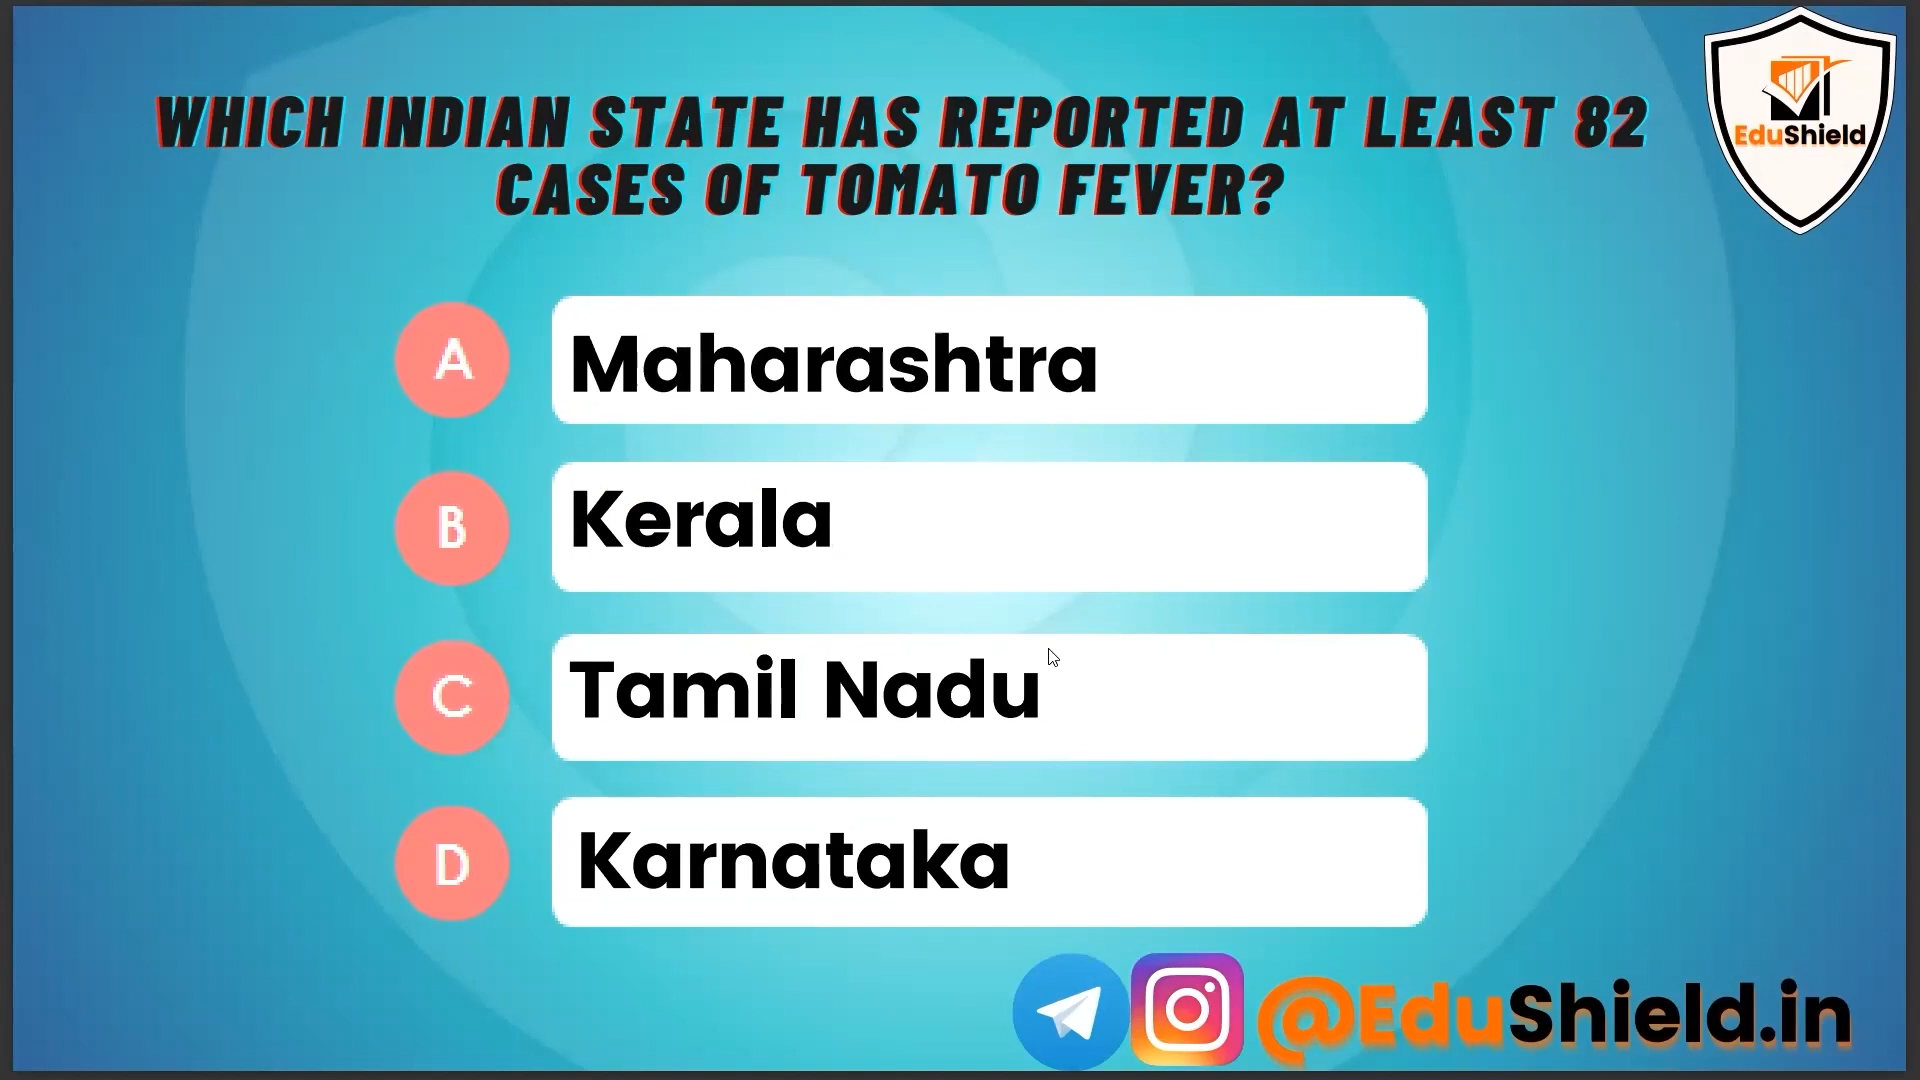 WHICH INDIAN STATE HAS REPORTED AT LEAST 82
CASES OF TOMATO FEVER?
EduShield
A Maharashtra
B Kerala
C Tamil Nadu
D Karnataka
@EduShield.in